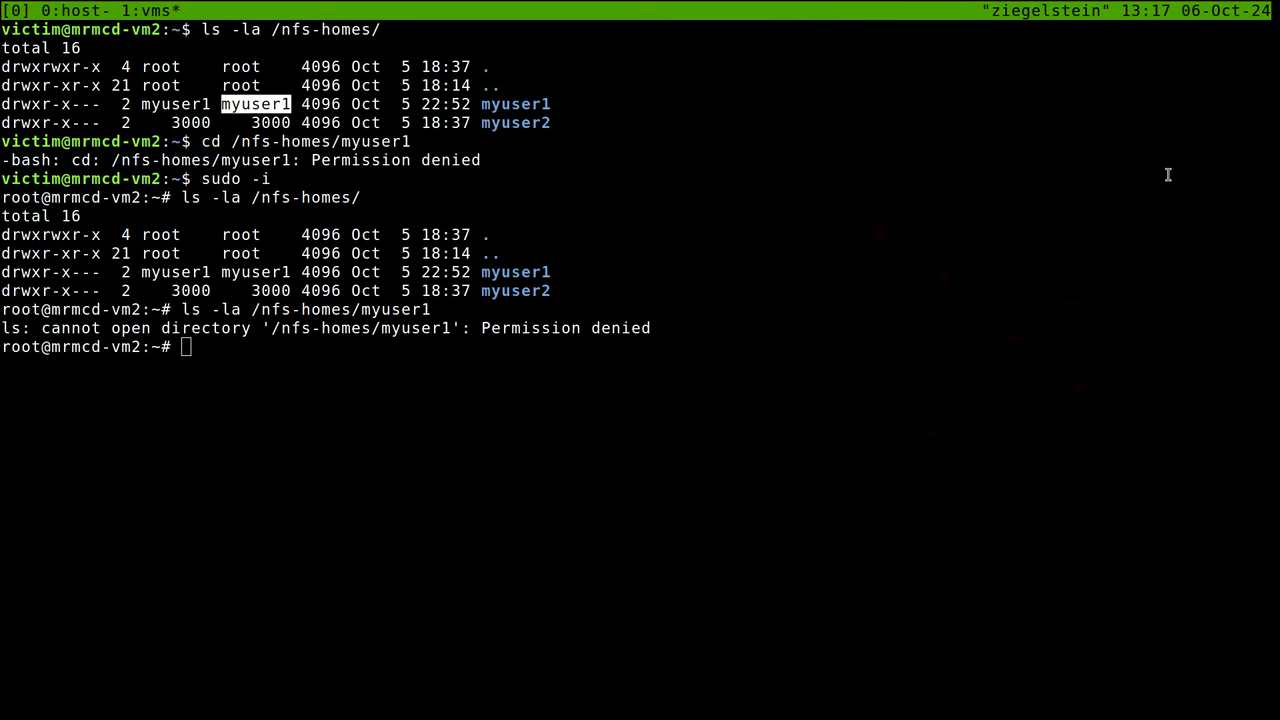 [0] 0:host- 1:vms* "ziegelstein" 13:17 06-Oct-24
victim@mrmcd-vm2:~$ ls -la /nfs-homes/
total 16
drwxrwxr-x  4 root    root    4096 Oct  5 18:37 .
drwxr-xr-x 21 root    root    4096 Oct  5 18:14 ..
drwxr-x---  2 myuser1 myuser1 4096 Oct  5 22:52 myuser1
drwxr-x---  2    3000    3000 4096 Oct  5 18:37 myuser2
victim@mrmcd-vm2:~$ cd /nfs-homes/myuser1
-bash: cd: /nfs-homes/myuser1: Permission denied
victim@mrmcd-vm2:~$ sudo -i
root@mrmcd-vm2:~# ls -la /nfs-homes/
total 16
drwxrwxr-x  4 root    root    4096 Oct  5 18:37 .
drwxr-xr-x 21 root    root    4096 Oct  5 18:14 ..
drwxr-x---  2 myuser1 myuser1 4096 Oct  5 22:52 myuser1
drwxr-x---  2    3000    3000 4096 Oct  5 18:37 myuser2
root@mrmcd-vm2:~# ls -la /nfs-homes/myuser1
ls: cannot open directory '/nfs-homes/myuser1': Permission denied
root@mrmcd-vm2:~#